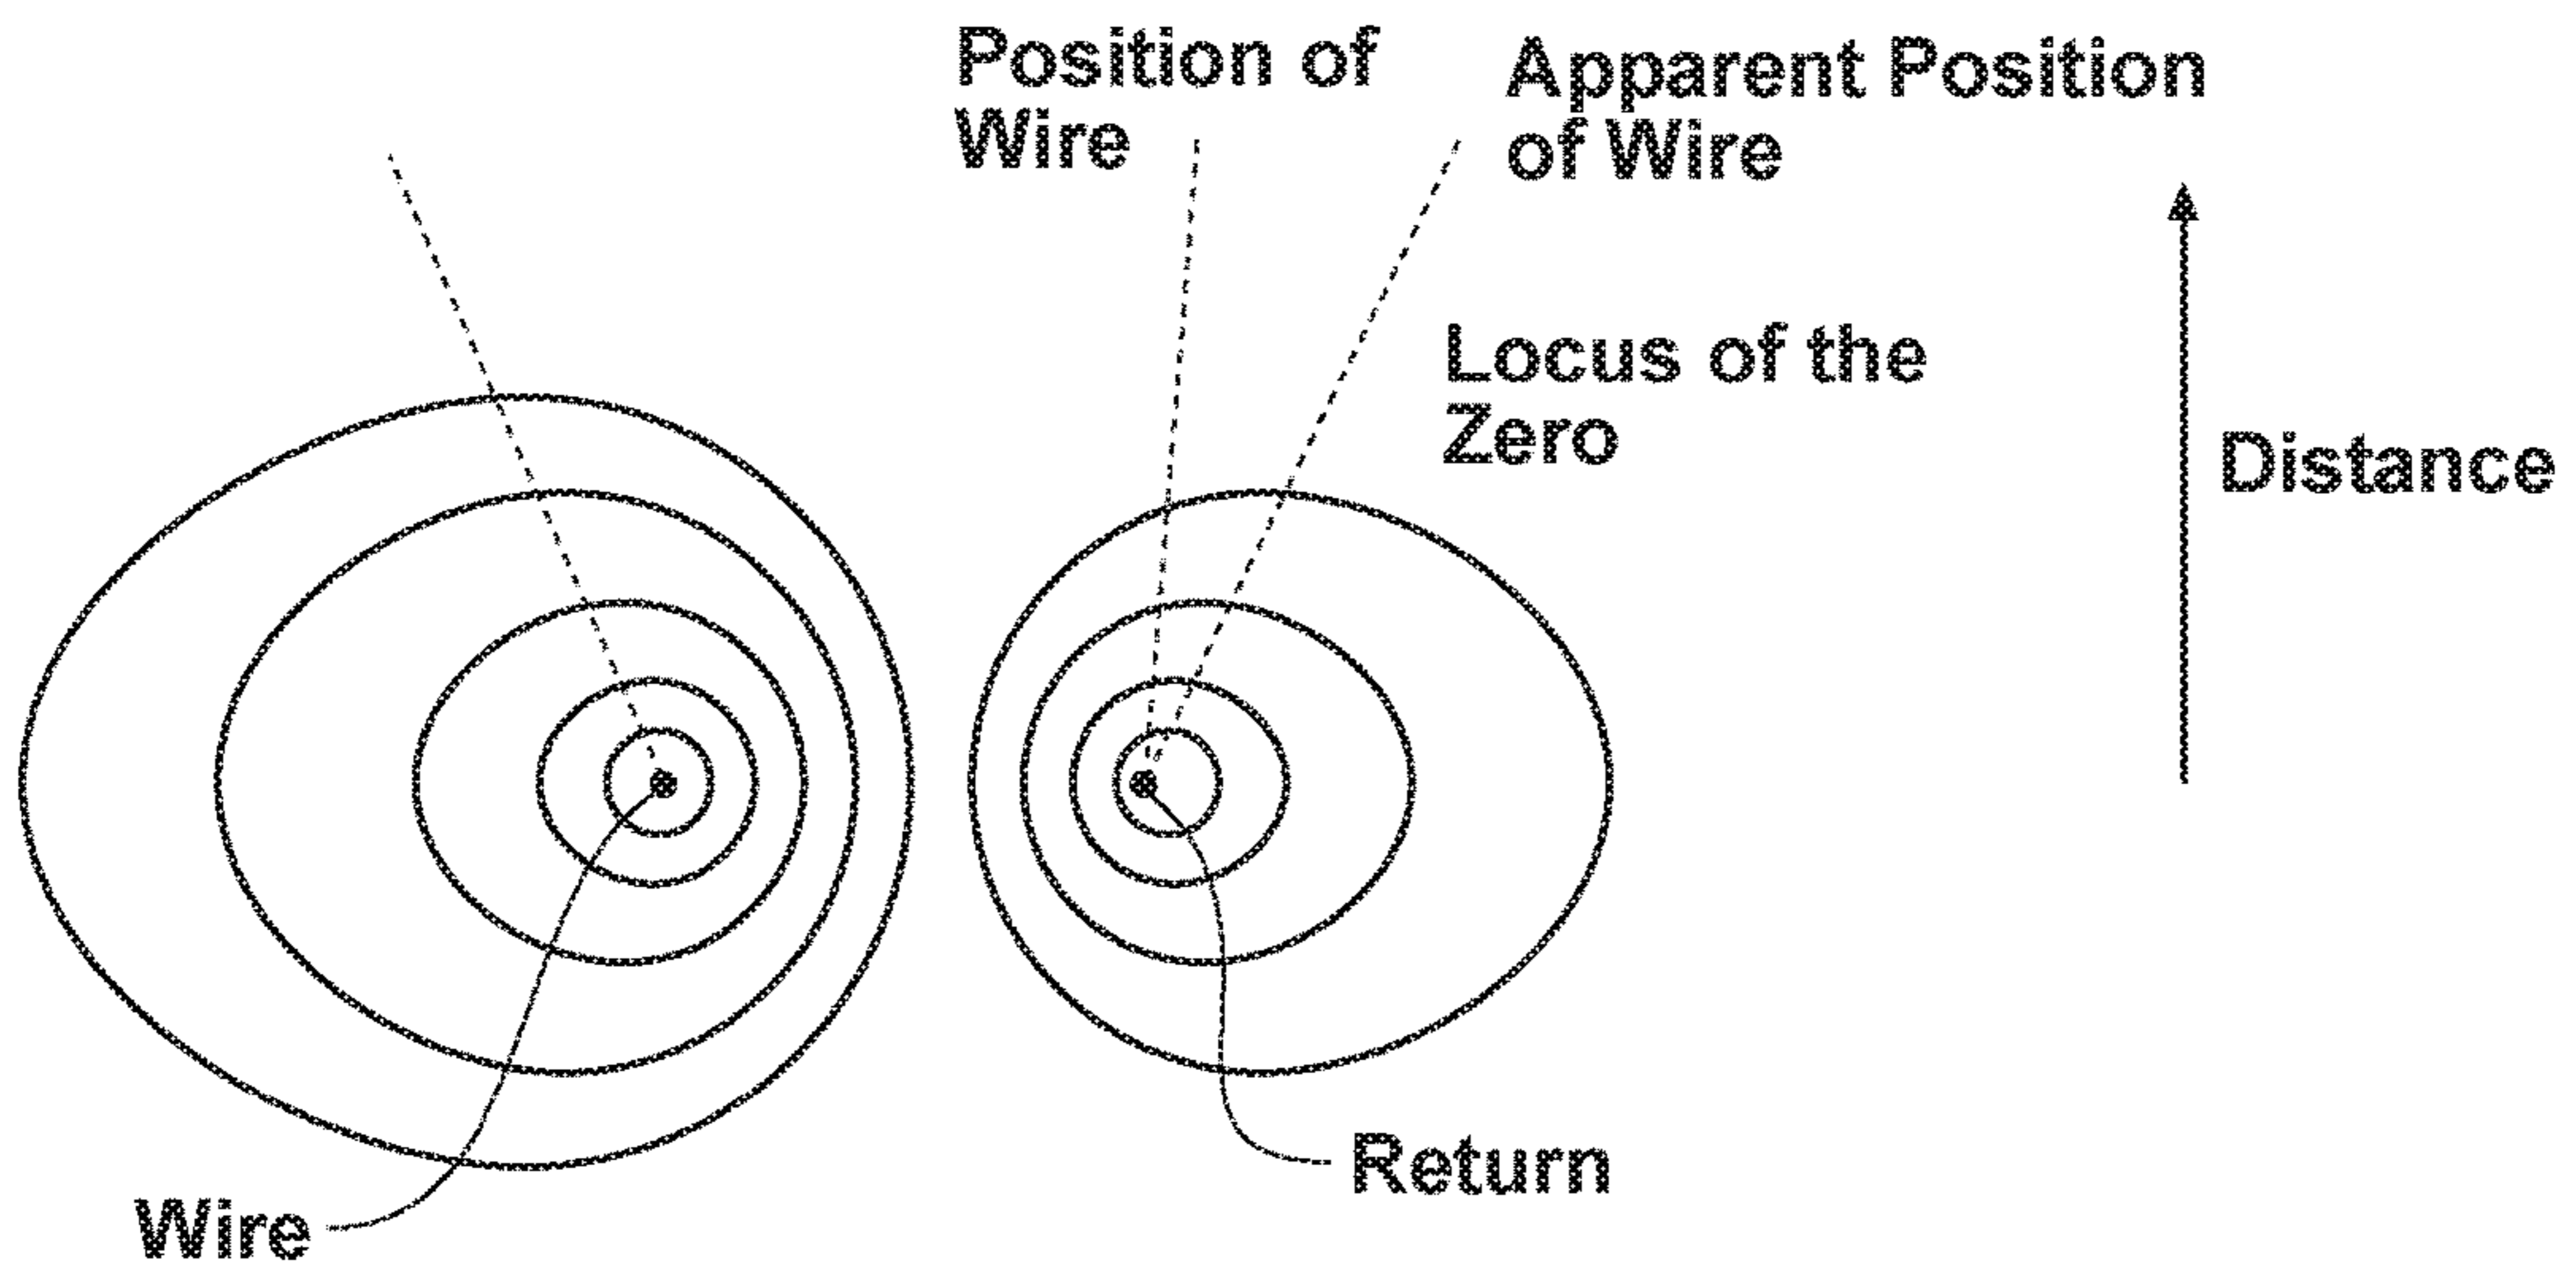 Position of
Wire
Apparent Position
of Wire
Locus of the
Zero
Distance
Return
Wire